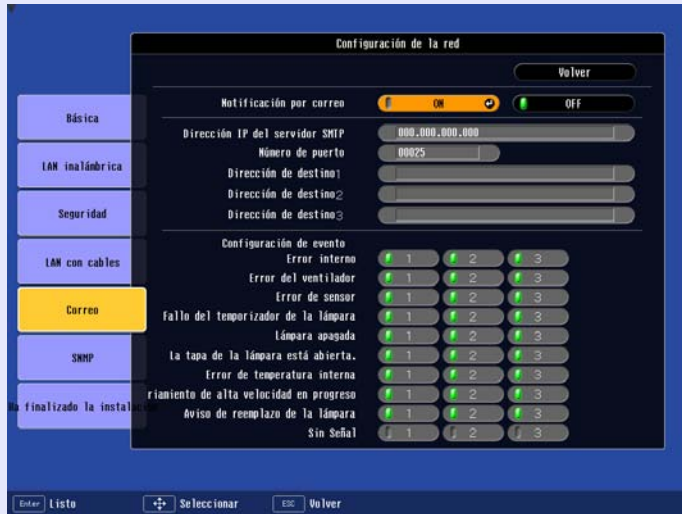 Configuración de la red
Volver
Notificación por correo ON OFF
Básica
Dirección IP del servidor SMTP 000.000.000.000
Número de puerto 00025
LAN inalámbrica
Dirección de destino1
Dirección de destino2
Seguridad
Dirección de destino3
Configuración de evento
LAN con cables
Error interno 1 2 3
Error del ventilador 1 2 3
Error de sensor 1 2 3
Correo
Fallo del temporizador de la lámpara 1 2 3
Lámpara apagada 1 2 3
SNMP
La tapa de la lámpara está abierta. 1 2 3
Error de temperatura interna 1 2 3
riamiento de alta velocidad en progreso 1 2 3
finalizado la instal
Aviso de reemplazo de la lámpara 1 2 3
Sin Señal 1 2 3
Enter Listo Seleccionar ESC Volver